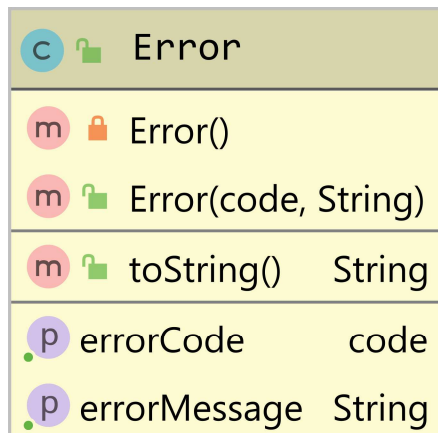 C Error
m Error()
m Error(code, String)
m toString() String
p errorCode code
p errorMessage String